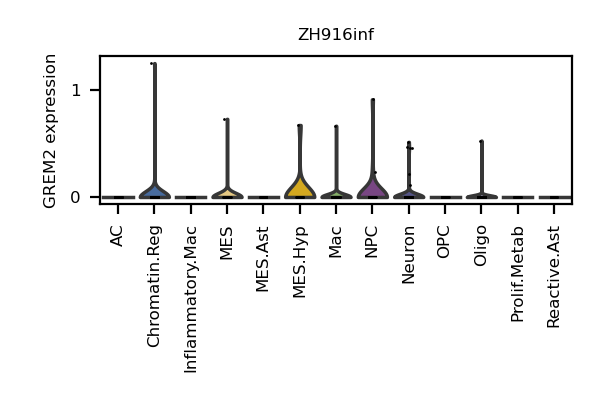 ZH916inf
GREM2 expression
1
0
AC
Chromatin.Reg
Inflammatory.Mac
MES
MES.Ast
MES.Hyp
Mac
NPC
Neuron
OPC
Oligo
Prolif.Metab
Reactive.Ast